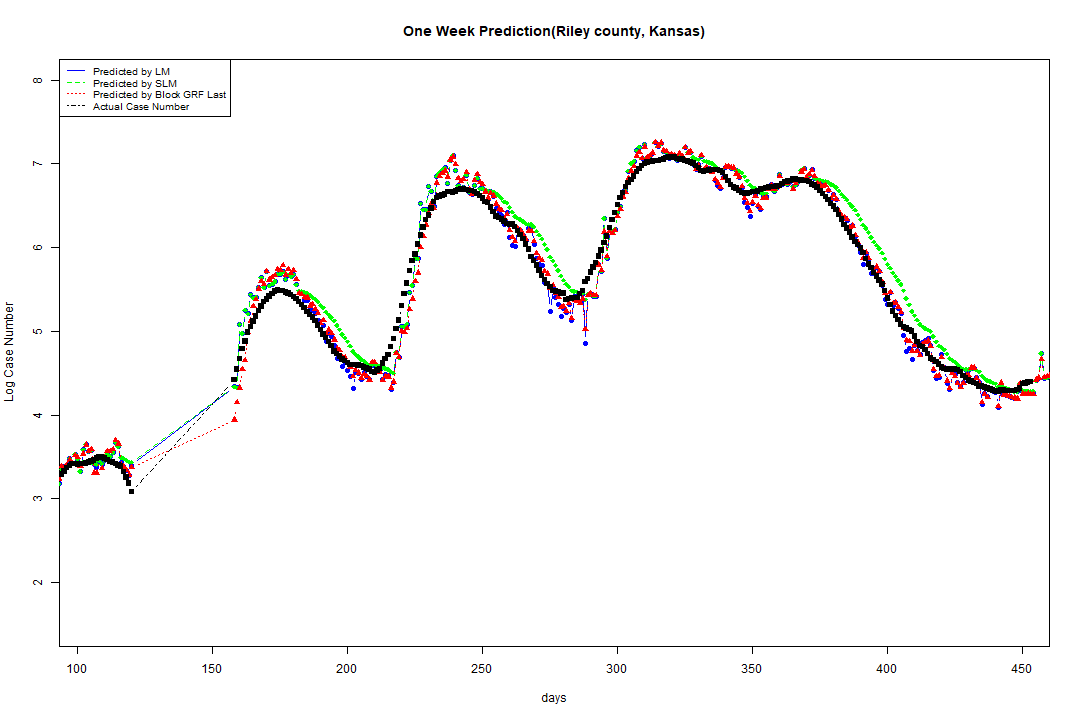 One Week Prediction(Riley county, Kansas)
Predicted by LM
Predicted by SLM
Predicted by Block GRF Last
Actual Case Number
8
7
6
5
4
3
2
Log Case Number
100 150 200 250 300 350 400 450
days